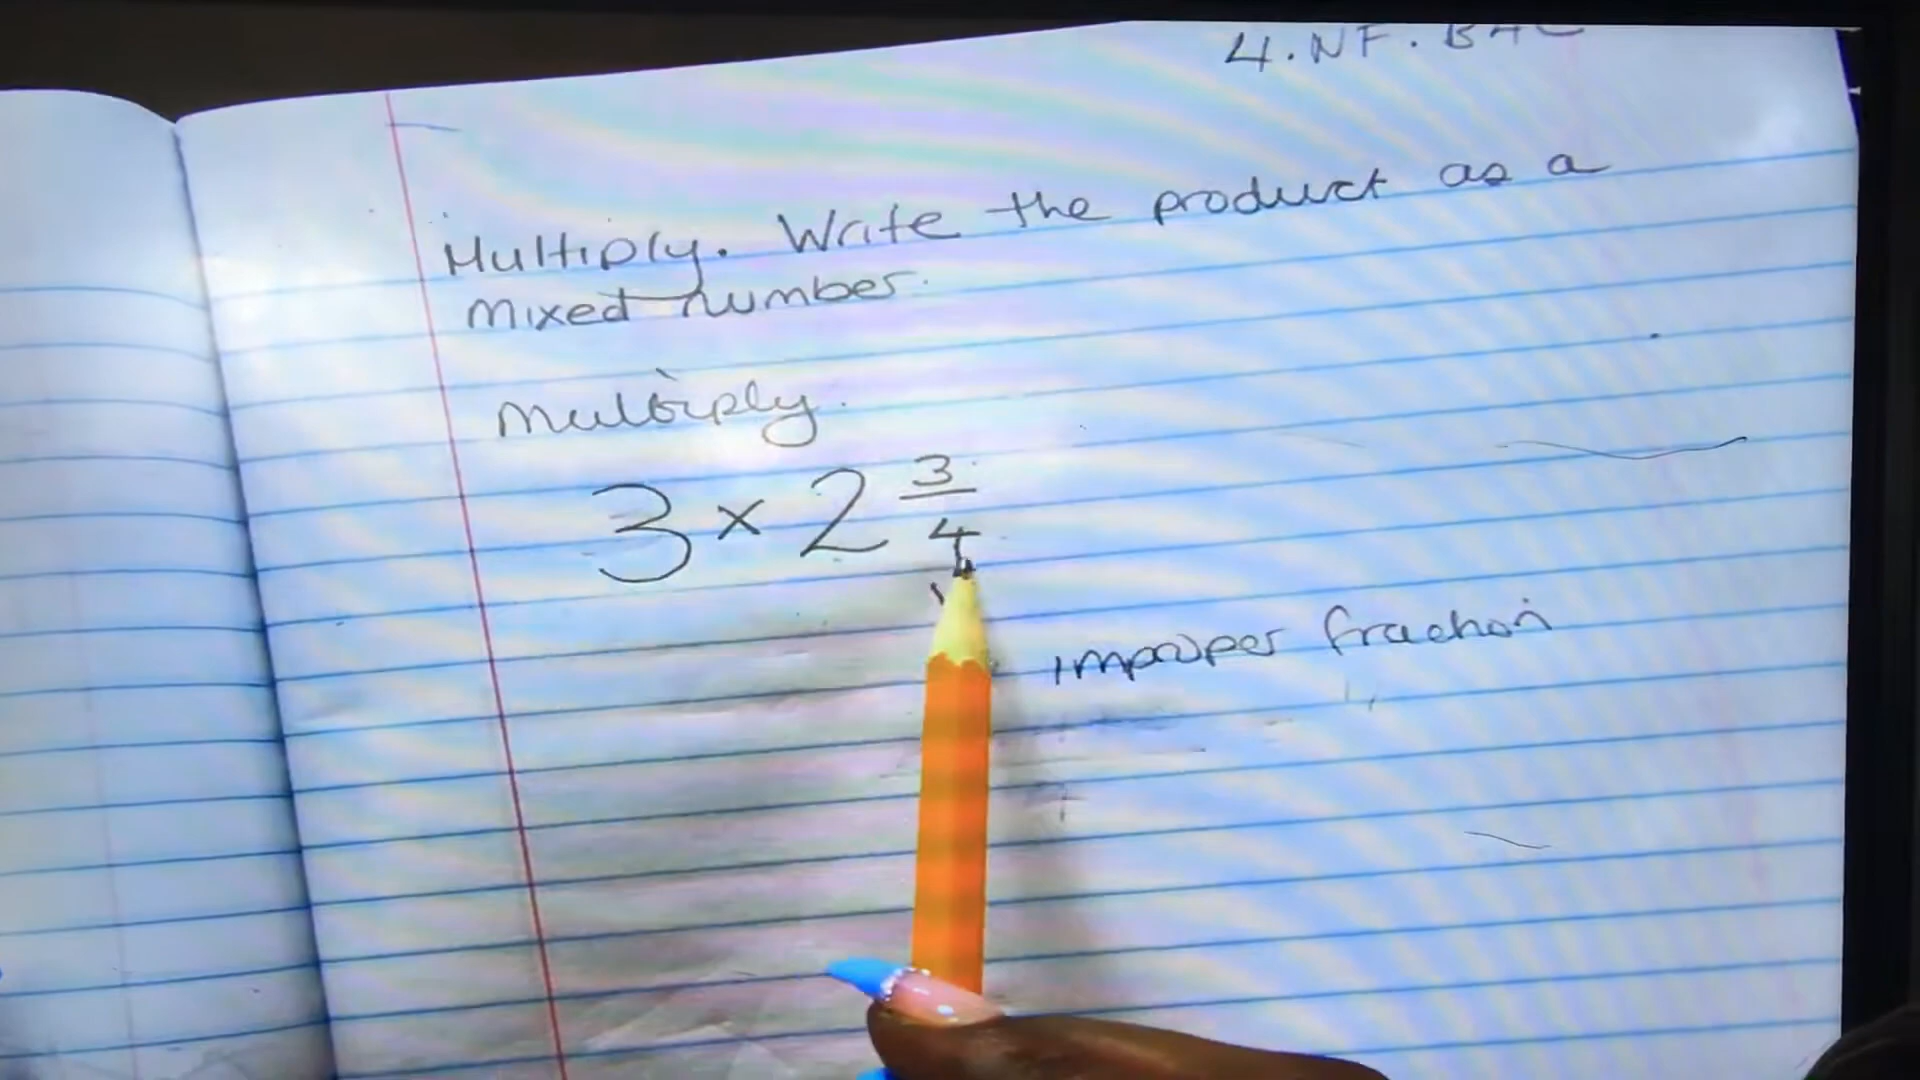 4.NF.B4C
Multiply. Write the product as a
mixed number.
Multiply.
3 × 2 3/4
improper fraction